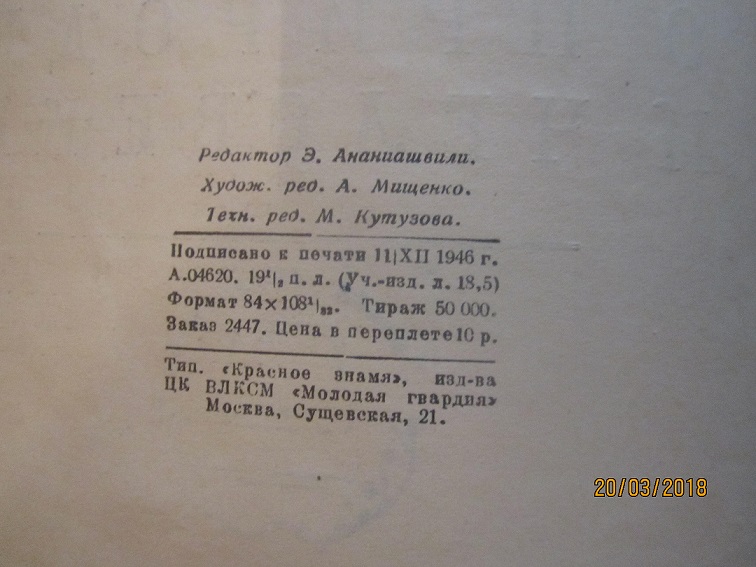 Редактор Э. Ананиашвили.
Худож. ред. А. Мищенко.
Техн. ред. М. Кутузова.
Подписано к печати 11|XII 1946 г.
А.04620. 19¹|₂ п. л. (Уч.-изд. л. 18,5)
Формат 84×108¹|₃₂. Тираж 50 000.
Заказ 2447. Цена в переплете 10 р.
Тип. «Красное знамя», изд-ва
ЦК ВЛКСМ «Молодая гвардия»
Москва, Сущевская, 21.
20/03/2018